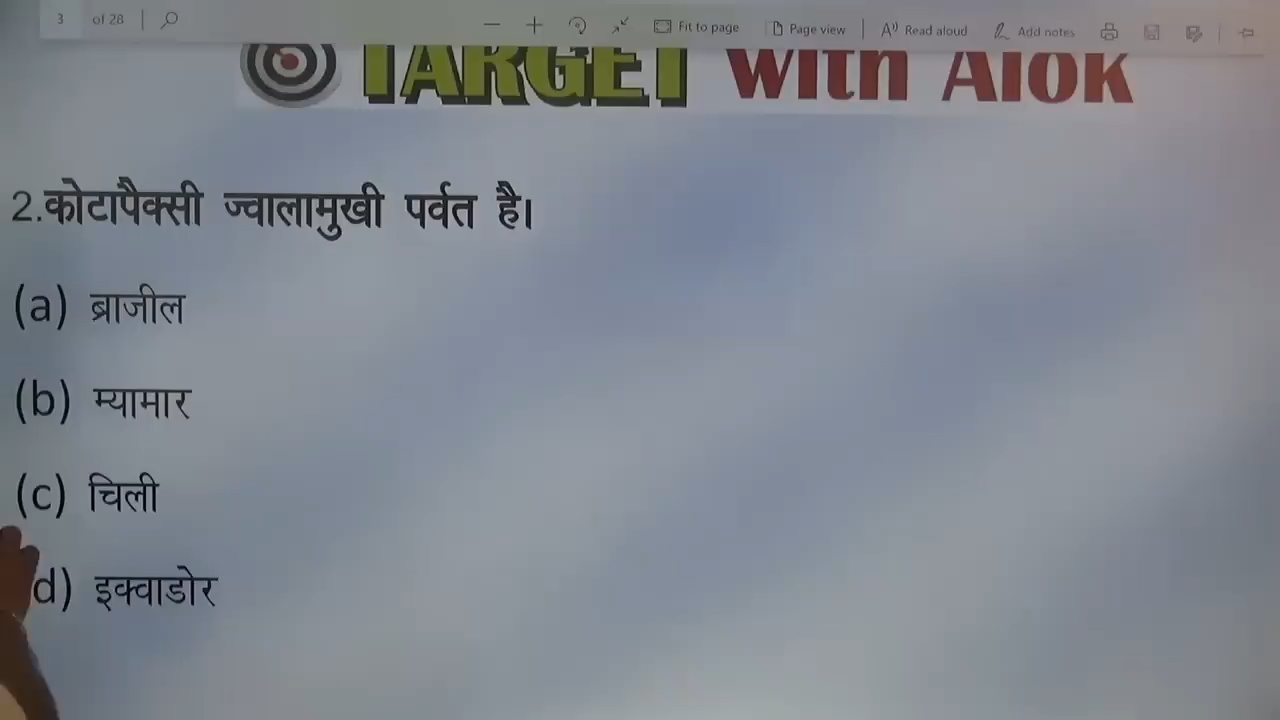 3 of 28 Fit to page Page view Read aloud Add notes
TARGET with Alok
2.कोटापैक्सी ज्वालामुखी पर्वत है।
(a) ब्राजील
(b) म्यामार
(c) चिली
d) इक्वाडोर